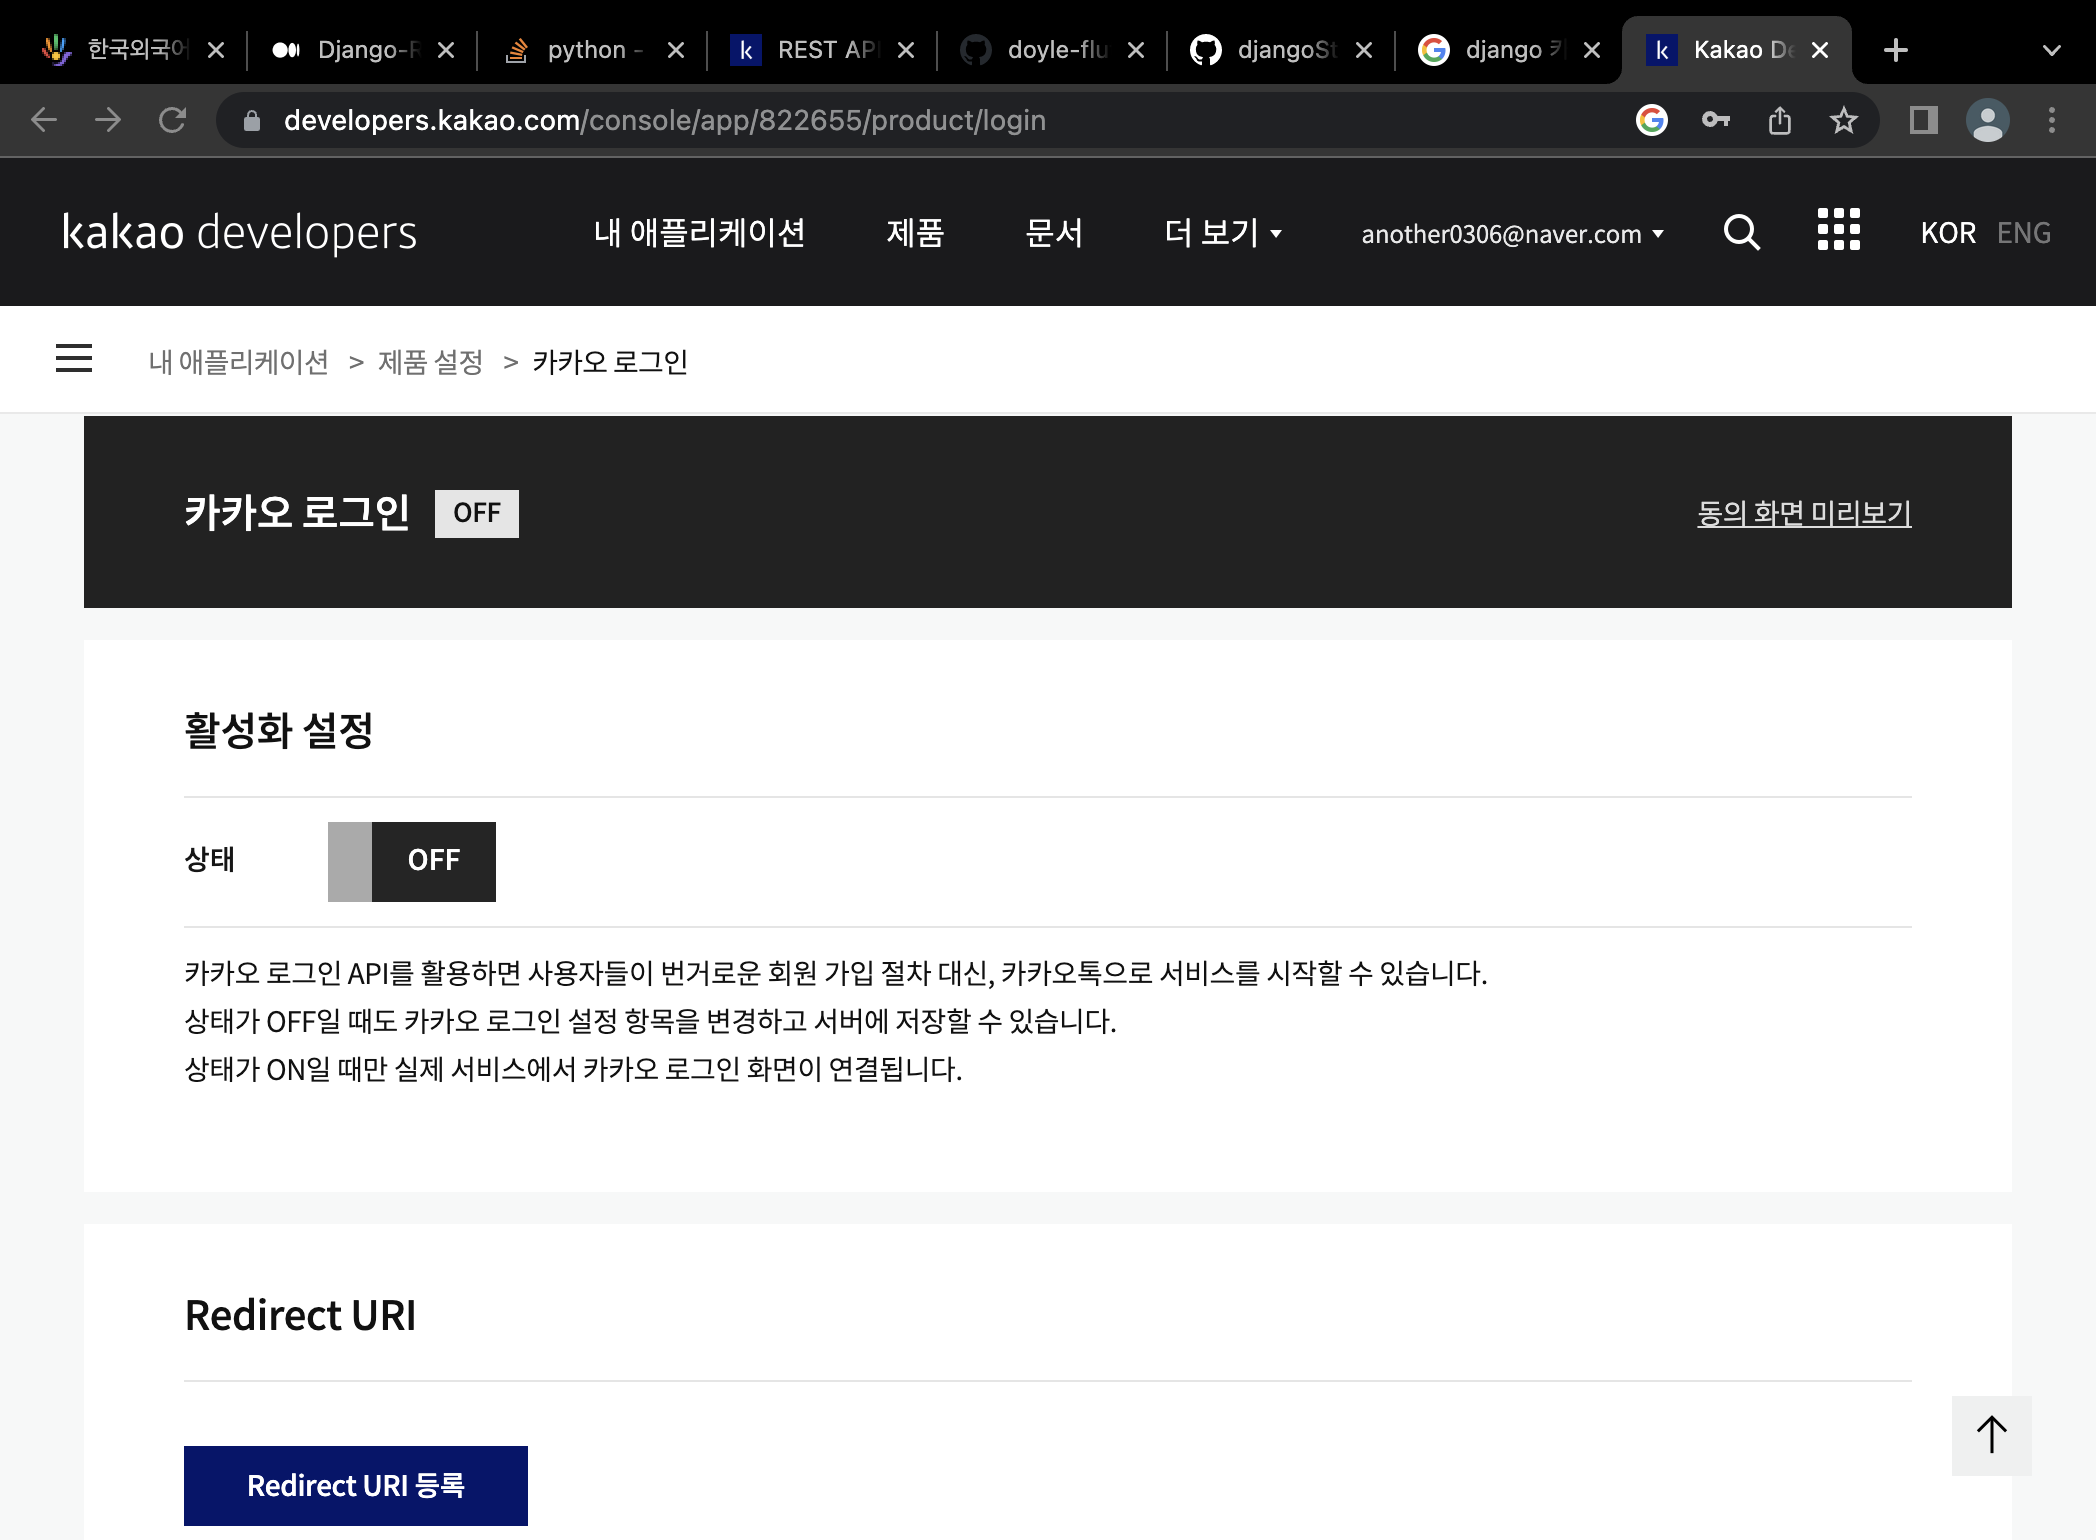 한국외국어
Django-R
python -
REST API
doyle-flu
djangoSt
django 카
Kakao De
developers.kakao.com/console/app/822655/product/login
kakao developers
내 애플리케이션
제품
문서
더 보기
another0306@naver.com
KOR ENG
내 애플리케이션 > 제품 설정 > 카카오 로그인
카카오 로그인 OFF
동의 화면 미리보기
활성화 설정
상태 OFF
카카오 로그인 API를 활용하면 사용자들이 번거로운 회원 가입 절차 대신, 카카오톡으로 서비스를 시작할 수 있습니다.
상태가 OFF일 때도 카카오 로그인 설정 항목을 변경하고 서버에 저장할 수 있습니다.
상태가 ON일 때만 실제 서비스에서 카카오 로그인 화면이 연결됩니다.
Redirect URI
Redirect URI 등록